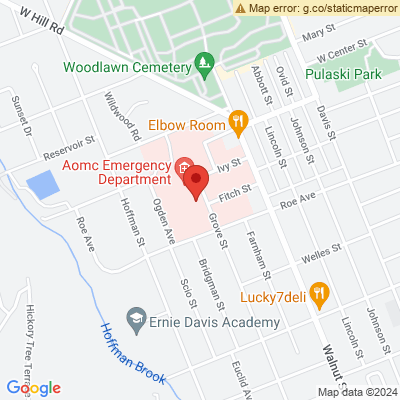 Map error: g.co/staticmaperror
W Hill Rd
Mary St
W Center St
Woodlawn Cemetery
Abbott St
Ovid St
Pulaski Park
Sunset Dr
Wildwood Rd
Davis St
Elbow Room
Johnson St
Reservoir St
Lincoln St
Ivy St
Aomc Emergency
Department
Fitch St
Roe Ave
Hoffman St
Ogden Ave
Roe Ave
Grove St
Farnham St
Welles St
Bridgman St
Scio St
Lucky7deli
Hickory Tree Terrace
Hoffman Brook
Ernie Davis Academy
Lincoln St
Johnson St
Walnut S
Euclid Av
Google
Map data ©2024